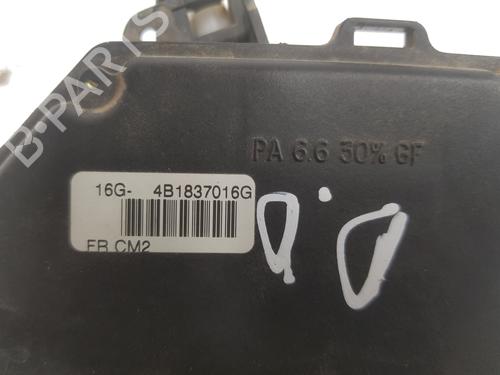 B-PARTS
PA 6.6 30% GF
16G- 4B1837016G
FR CM2